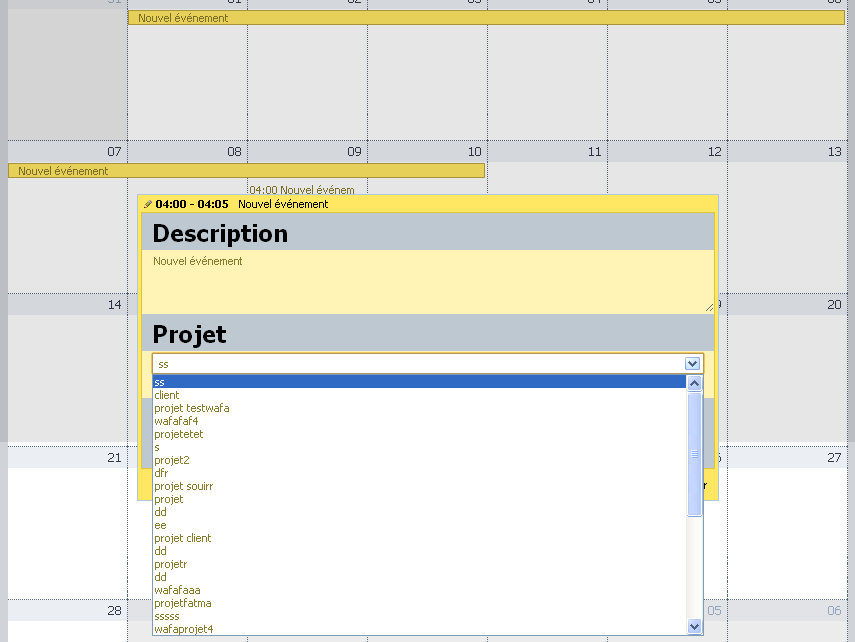 31 01 02 03 04 05 06
Nouvel événement
07 08 09 10 11 12 13
Nouvel événement
04:00 Nouvel événem
04:00 - 04:05 Nouvel événement
Description
Nouvel événement
14 20
Projet
ss
ss
client
projet testwafa
wafafaf4
projetetet
s
21 27
projet2
dfr
projet souirr
projet
dd
ee
projet client
dd
projetr
dd
wafafaaa
projetfatma
28 05 06
sssss
wafaprojet4